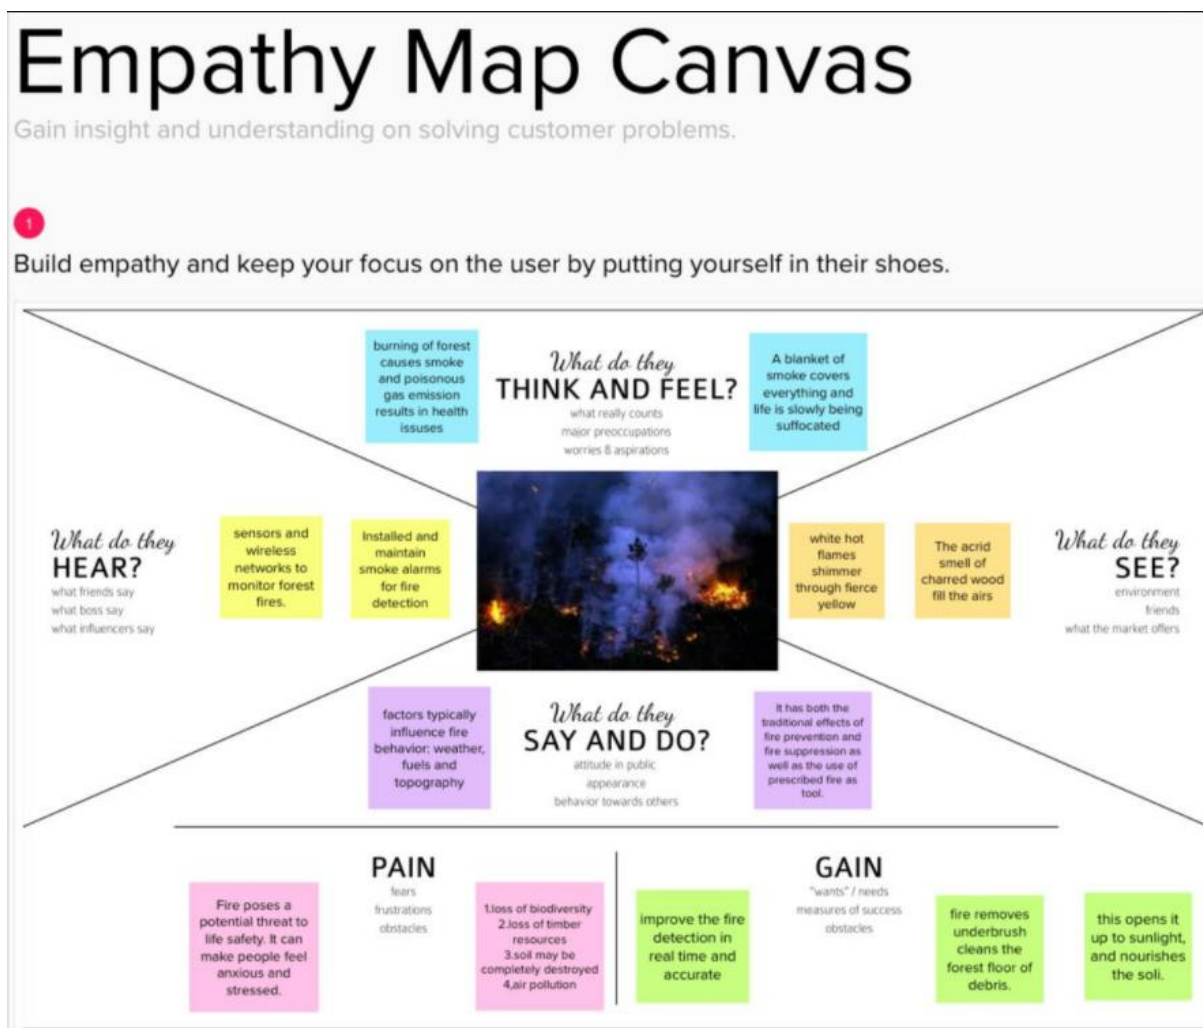 Empathy Map Canvas
Gain insight and understanding on solving customer problems.
1
Build empathy and keep your focus on the user by putting yourself in their shoes.
burning of forest
causes smoke
and poisonous
gas emission
results in health
issuses
What do they
THINK AND FEEL?
what really counts
major preoccupations
worries & aspirations
A blanket of
smoke covers
everything and
life is slowly being
suffocated
What do they
HEAR?
what friends say
what boss say
what influencers say
sensors and
wireless
networks to
monitor forest
fires.
Installed and
maintain
smoke alarms
for fire
detection
white hot
flames
shimmer
through fierce
yellow
The acrid
smell of
charred wood
fill the airs
What do they
SEE?
environment
friends
what the market offers
factors typically
influence fire
behavior: weather,
fuels and
topography
What do they
SAY AND DO?
attitude in public
appearance
behavior towards others
It has both the
traditional effects of
fire prevention and
fire suppression as
well as the use of
prescribed fire as
tool.
PAIN
fears
frustrations
obstacles
Fire poses a
potential threat to
life safety. It can
make people feel
anxious and
stressed.
1.loss of biodiversity
2.loss of timber
resources
3.soil may be
completely destroyed
4,air pollution
GAIN
"wants" / needs
measures of success
obstacles
improve the fire
detection in
real time and
accurate
fire removes
underbrush
cleans the
forest floor of
debris.
this opens it
up to sunlight,
and nourishes
the soli.